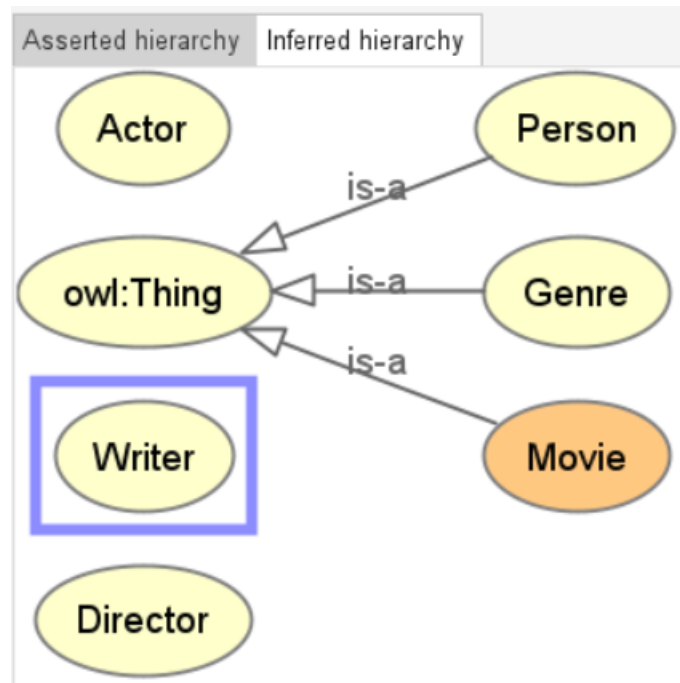 Asserted hierarchy Inferred hierarchy
Actor Person
is-a
owl:Thing is-a Genre
is-a
Writer Movie
Director